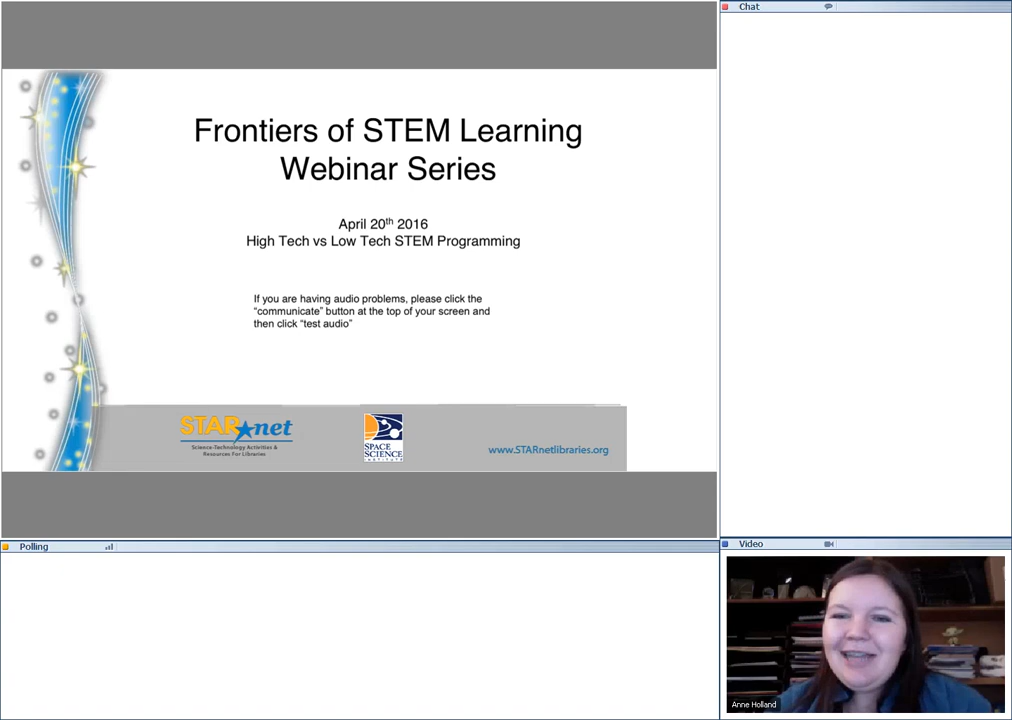 Chat
Frontiers of STEM Learning
Webinar Series
April 20th 2016
High Tech vs Low Tech STEM Programming
If you are having audio problems, please click the
“communicate” button at the top of your screen and
then click “test audio”
STAR net
Science-Technology Activities &
Resources For Libraries
SPACE
SCIENCE
INSTITUTE
www.STARnetlibraries.org
Polling
Video
Anne Holland